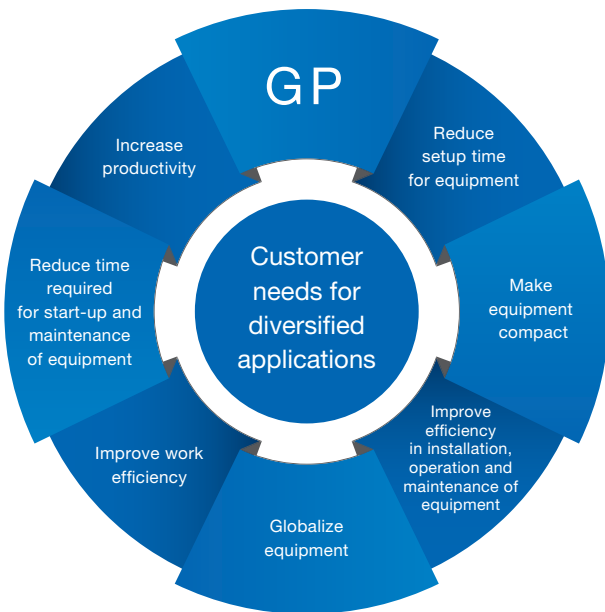 GP
Reduce
setup time
for equipment
Make
equipment
compact
Improve
efficiency
in installation,
operation and
maintenance of
equipment
Globalize
equipment
Improve work
efficiency
Reduce time
required
for start-up and
maintenance
of equipment
Increase
productivity
Customer
needs for
diversified
applications